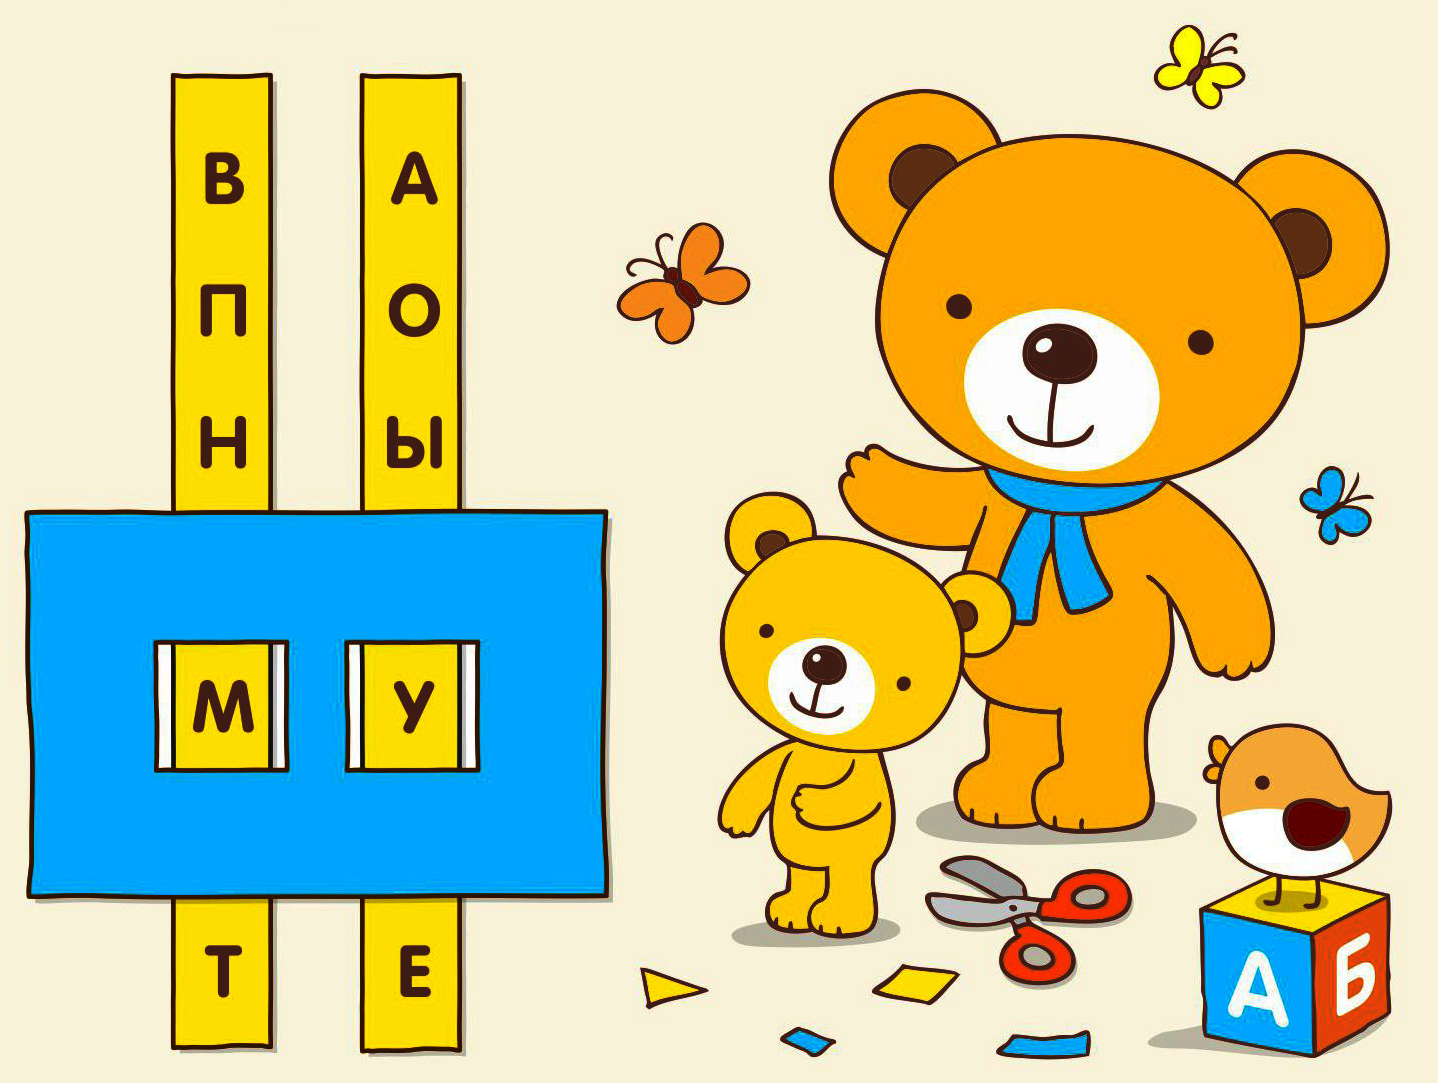 В А
П О
Н Ы
М У
Т Е
А Б